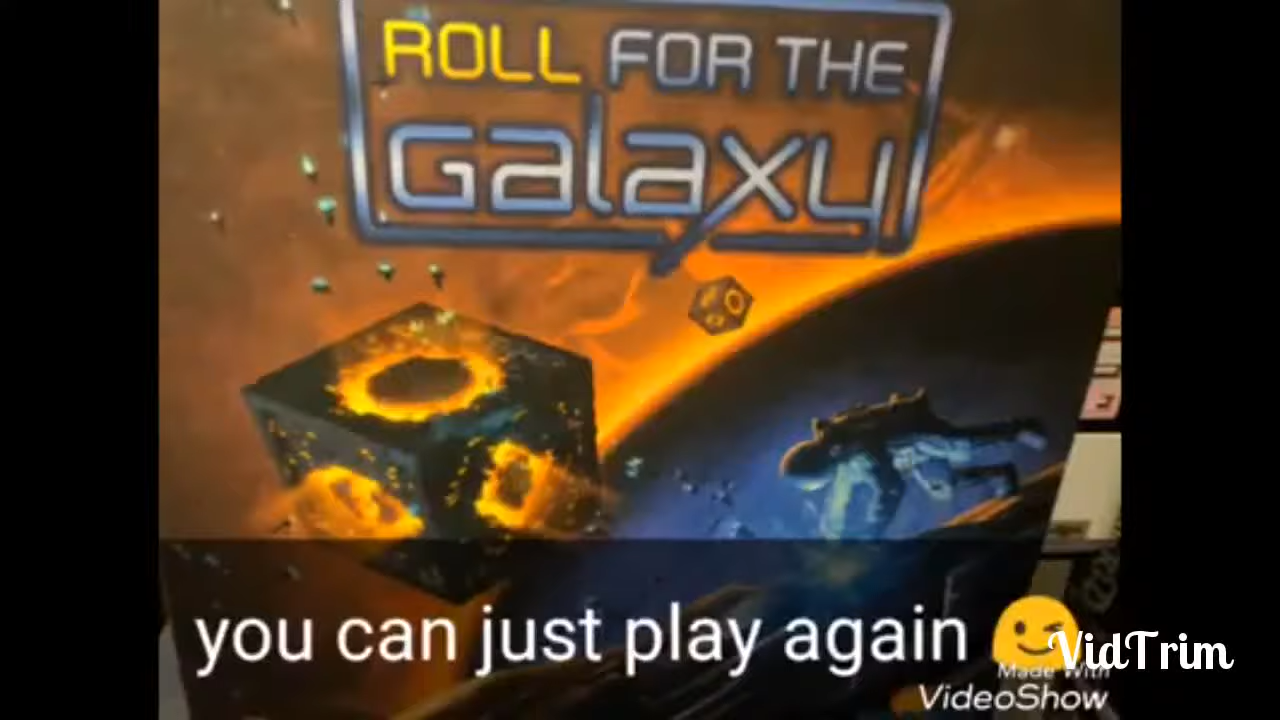 ROLL FOR THE
Galaxy
you can just play again 😉
VidTrim
Made With
VideoShow